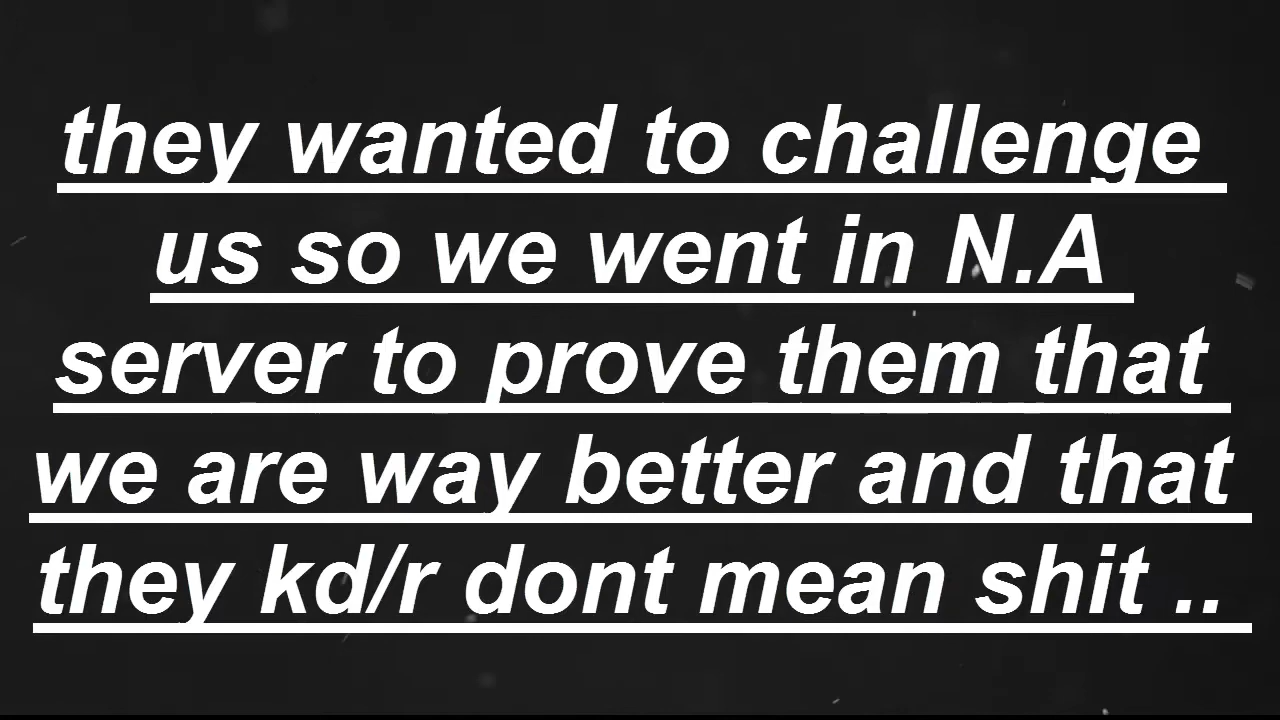 they wanted to challenge
us so we went in N.A
server to prove them that
we are way better and that
they kd/r dont mean shit ..